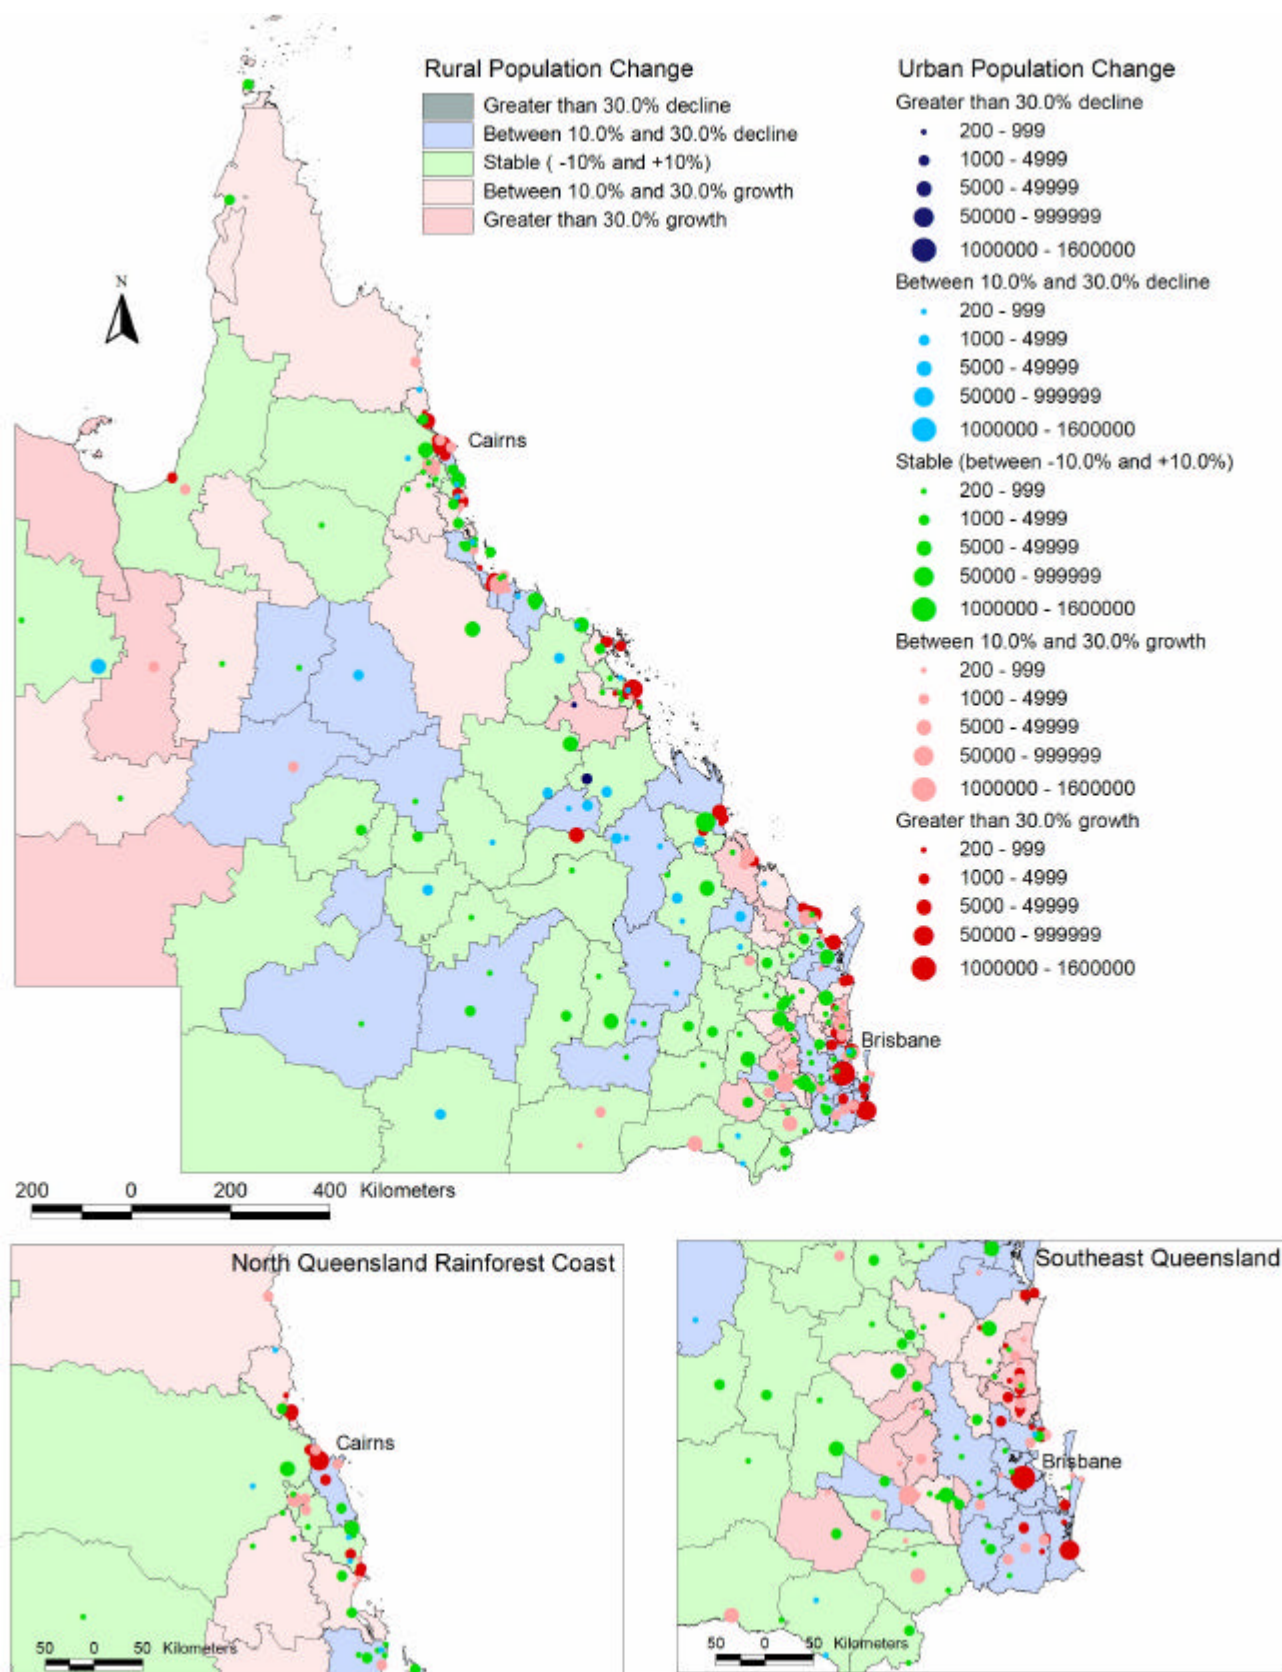 Rural Population Change
Greater than 30.0% decline
Between 10.0% and 30.0% decline
Stable ( -10% and +10%)
Between 10.0% and 30.0% growth
Greater than 30.0% growth
Urban Population Change
Greater than 30.0% decline
200 - 999
1000 - 4999
5000 - 49999
50000 - 999999
1000000 - 1600000
Between 10.0% and 30.0% decline
200 - 999
1000 - 4999
5000 - 49999
50000 - 999999
1000000 - 1600000
Stable (between -10.0% and +10.0%)
200 - 999
1000 - 4999
5000 - 49999
50000 - 999999
1000000 - 1600000
Between 10.0% and 30.0% growth
200 - 999
1000 - 4999
5000 - 49999
50000 - 999999
1000000 - 1600000
Greater than 30.0% growth
200 - 999
1000 - 4999
5000 - 49999
50000 - 999999
1000000 - 1600000
N
Cairns
Brisbane
200 0 200 400 Kilometers
North Queensland Rainforest Coast
Cairns
50 0 50 Kilometers
Southeast Queensland
Brisbane
50 0 50 Kilometers